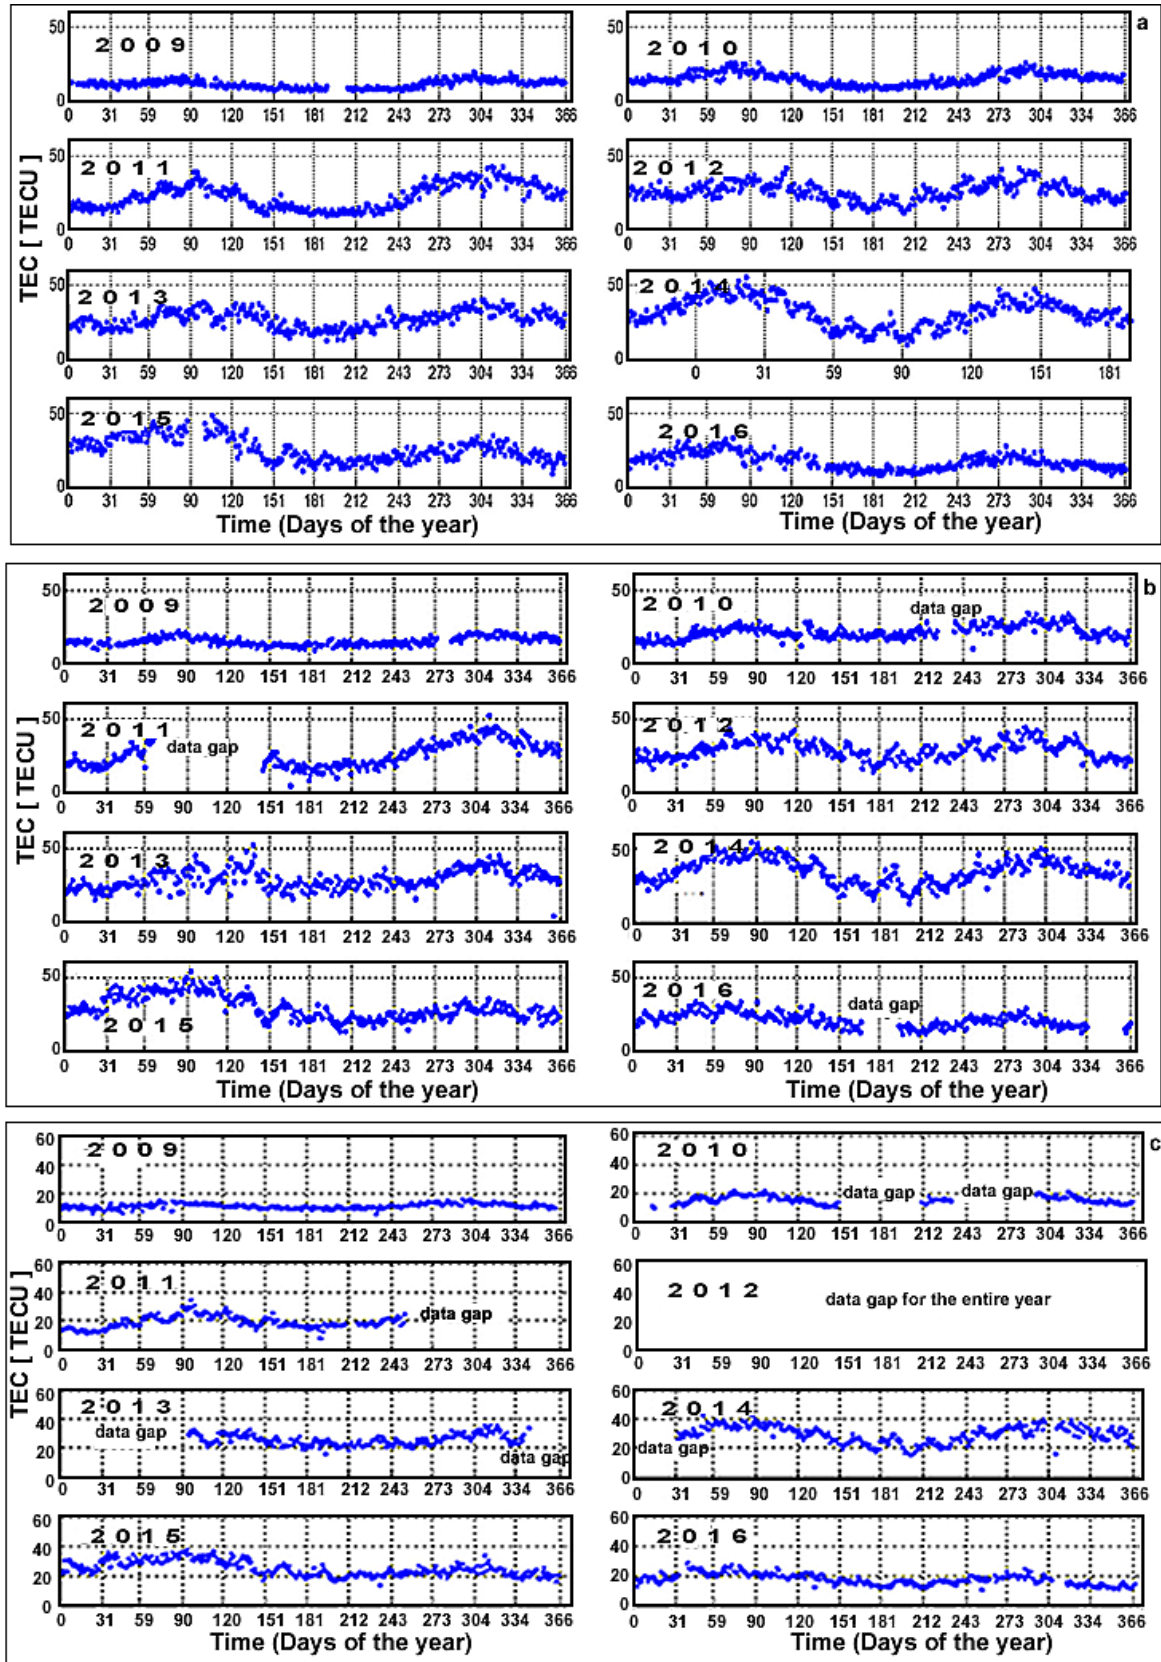 a
2 0 0 9
50
0
0 31 59 90 120 151 181 212 243 273 304 334 366
2 0 1 0
50
0
0 31 59 90 120 151 181 212 243 273 304 334 366
TEC [ TECU ]
2 0 1 1
50
0
0 31 59 90 120 151 181 212 243 273 304 334 366
2 0 1 2
50
0
0 31 59 90 120 151 181 212 243 273 304 334 366
2 0 1 3
50
0
0 31 59 90 120 151 181 212 243 273 304 334 366
2 0 1 4
50
0
0 31 59 90 120 151 181
2 0 1 5
50
0
0 31 59 90 120 151 181 212 243 273 304 334 366
Time (Days of the year)
2 0 1 6
50
0
0 31 59 90 120 151 181 212 243 273 304 334 366
Time (Days of the year)
b
2 0 0 9
50
0
0 31 59 90 120 151 181 212 243 273 304 334 366
2 0 1 0
data gap
50
0
0 31 59 90 120 151 181 212 243 273 304 334 366
TEC [ TECU ]
2 0 1 1
data gap
50
0
0 31 59 90 120 151 181 212 243 273 304 334 366
2 0 1 2
50
0
0 31 59 90 120 151 181 212 243 273 304 334 366
2 0 1 3
50
0
0 31 59 90 120 151 181 212 243 273 304 334 366
2 0 1 4
50
0
0 31 59 90 120 151 181 212 243 273 304 334 366
2 0 1 5
50
0
0 31 59 90 120 151 181 212 243 273 304 334 366
Time (Days of the year)
2 0 1 6
data gap
50
0
0 31 59 90 120 151 181 212 243 273 304 334 366
Time (Days of the year)
c
2 0 0 9
60
40
20
0
0 31 59 90 120 151 181 212 243 273 304 334 366
2 0 1 0
data gap data gap
60
40
20
0
0 31 59 90 120 151 181 212 243 273 304 334 366
TEC [ TECU ]
2 0 1 1
data gap
60
40
20
0
0 31 59 90 120 151 181 212 243 273 304 334 366
2 0 1 2
data gap for the entire year
60
40
20
0
0 31 59 90 120 151 181 212 243 273 304 334 366
2 0 1 3
data gap
data gap
60
40
20
0
0 31 59 90 120 151 181 212 243 273 304 334 366
2 0 1 4
data gap
60
40
20
0
0 31 59 90 120 151 181 212 243 273 304 334 366
2 0 1 5
60
40
20
0
0 31 59 90 120 151 181 212 243 273 304 334 366
Time (Days of the year)
2 0 1 6
60
40
20
0
0 31 59 90 120 151 181 212 243 273 304 334 366
Time (Days of the year)